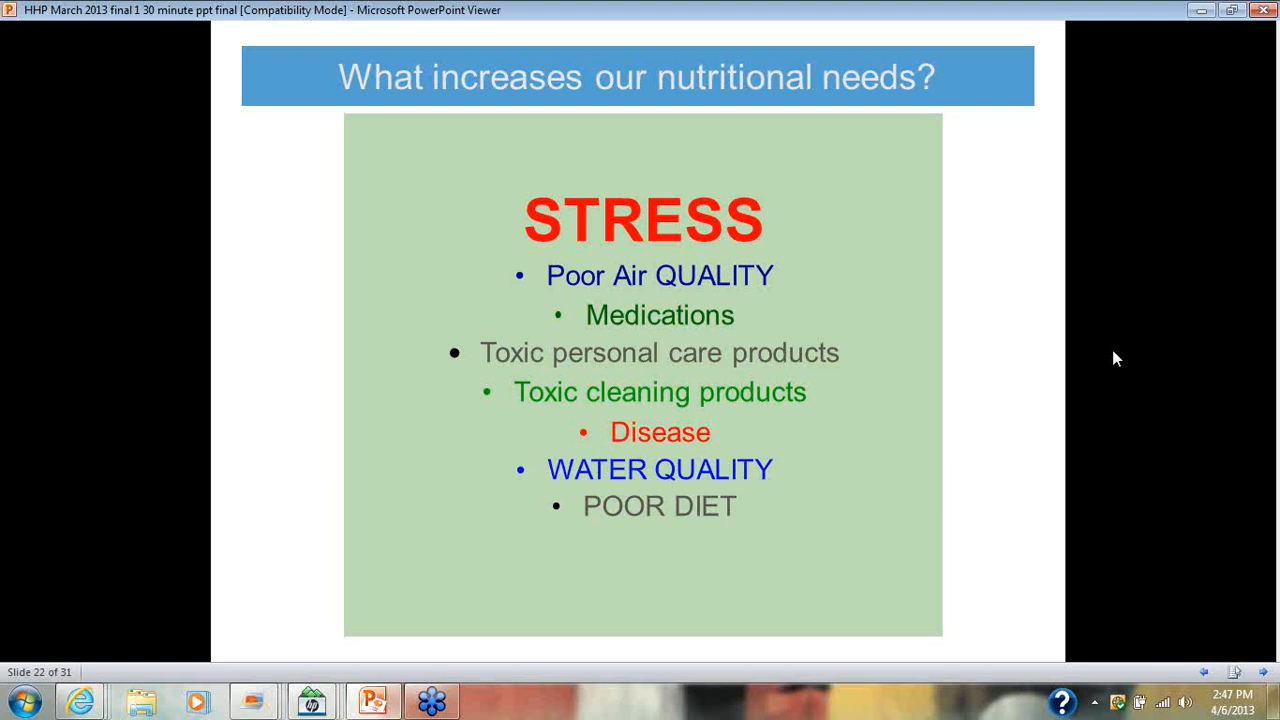 HHP March 2013 final 1 30 minute ppt final [Compatibility Mode] - Microsoft PowerPoint Viewer
What increases our nutritional needs?
STRESS
• Poor Air QUALITY
• Medications
• Toxic personal care products
• Toxic cleaning products
• Disease
• WATER QUALITY
• POOR DIET
Slide 22 of 31
2:47 PM
4/6/2013